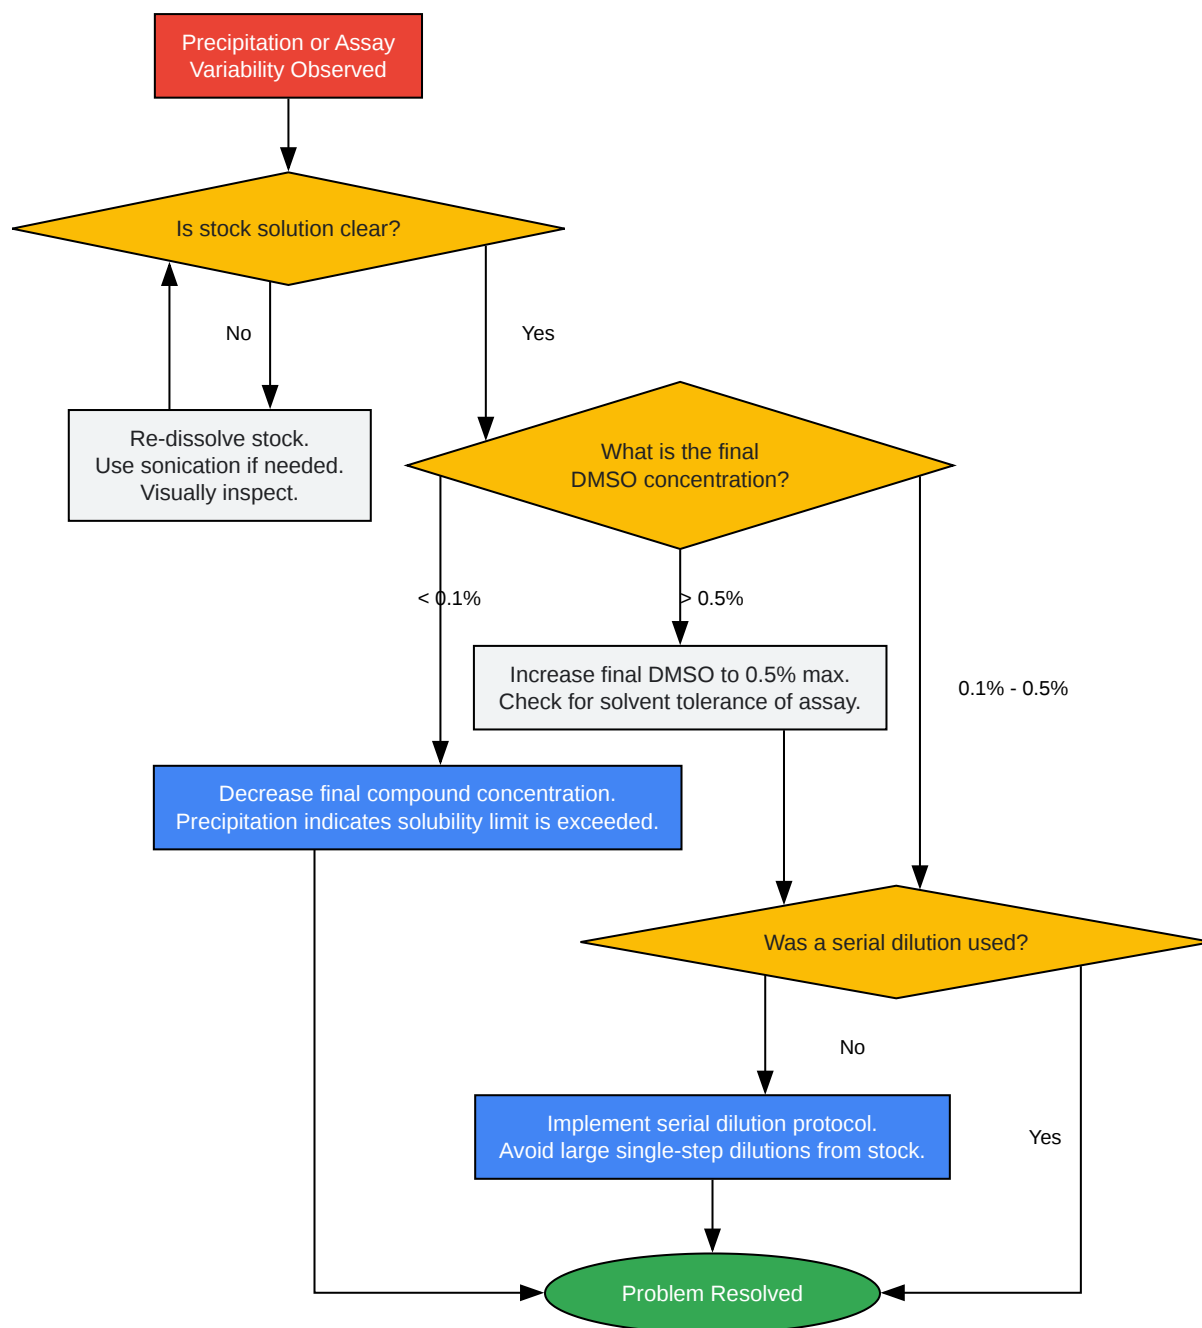 Precipitation or Assay
Variability Observed
Is stock solution clear?
No
Yes
Re-dissolve stock.
Use sonication if needed.
Visually inspect.
What is the final
DMSO concentration?
< 0.1%
> 0.5%
0.1% - 0.5%
Increase final DMSO to 0.5% max.
Check for solvent tolerance of assay.
Decrease final compound concentration.
Precipitation indicates solubility limit is exceeded.
Was a serial dilution used?
No
Yes
Implement serial dilution protocol.
Avoid large single-step dilutions from stock.
Problem Resolved